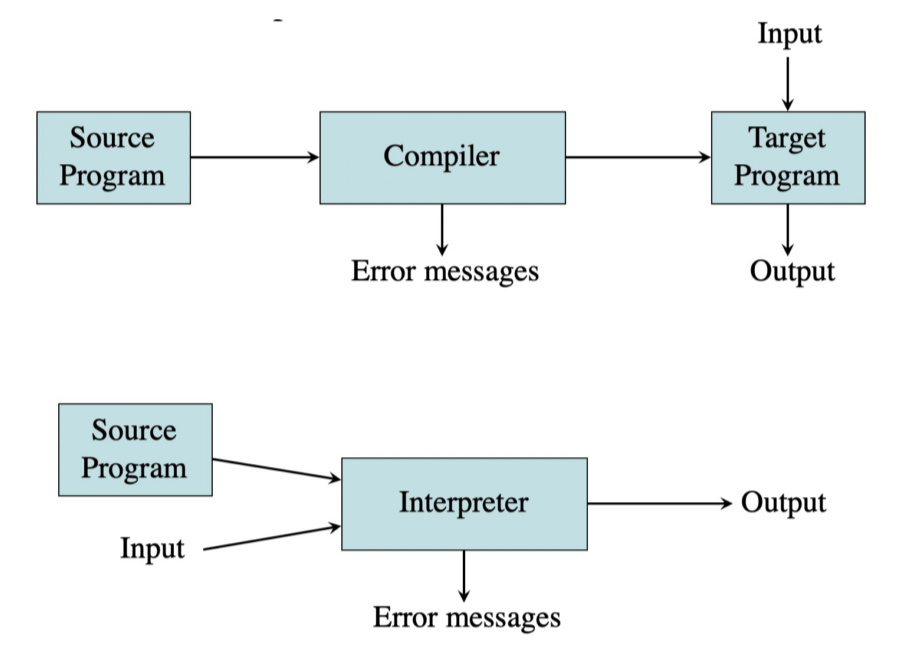 Input
Source
Program
Compiler
Target
Program
Error messages
Output
Source
Program
Input
Interpreter
Output
Error messages